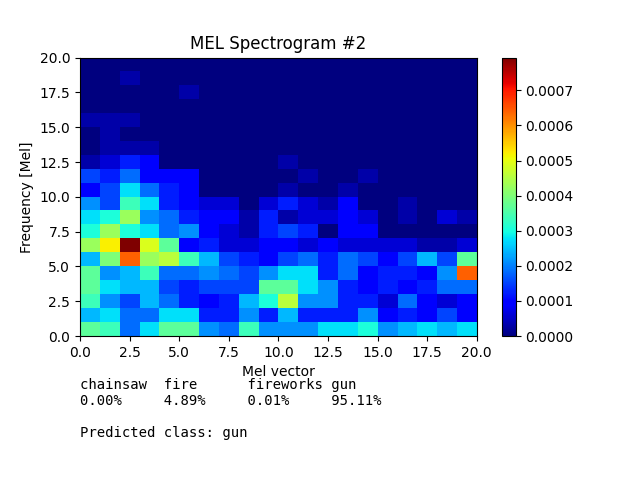 MEL Spectrogram #2
20.0
17.5
15.0
12.5
10.0
7.5
5.0
2.5
0.0
Frequency [Mel]
0.0 2.5 5.0 7.5 10.0 12.5 15.0 17.5 20.0
Mel vector
0.0007
0.0006
0.0005
0.0004
0.0003
0.0002
0.0001
0.0000
chainsaw fire fireworks gun
0.00% 4.89% 0.01% 95.11%
Predicted class: gun